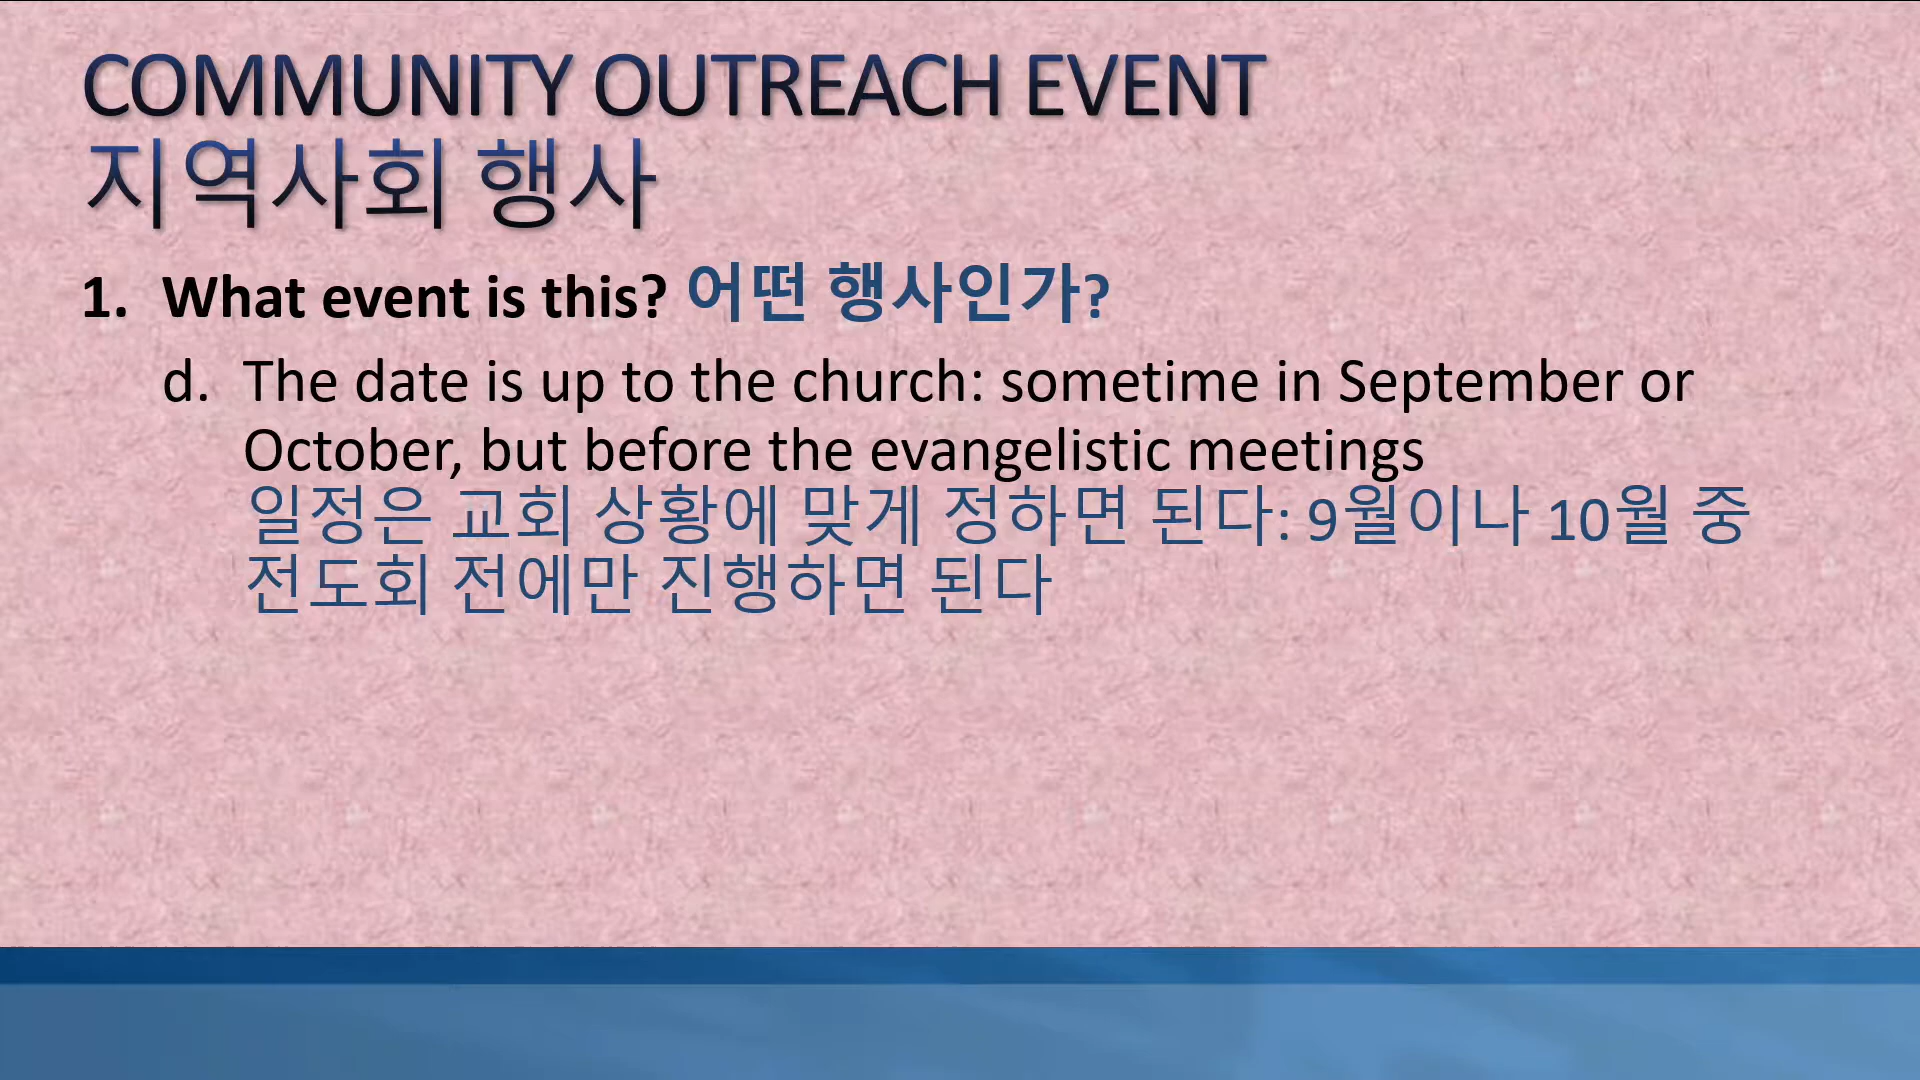 COMMUNITY OUTREACH EVENT
지역사회 행사
1. What event is this? 어떤 행사인가?
d. The date is up to the church: sometime in September or
October, but before the evangelistic meetings
일정은 교회 상황에 맞게 정하면 된다: 9월이나 10월 중
전도회 전에만 진행하면 된다